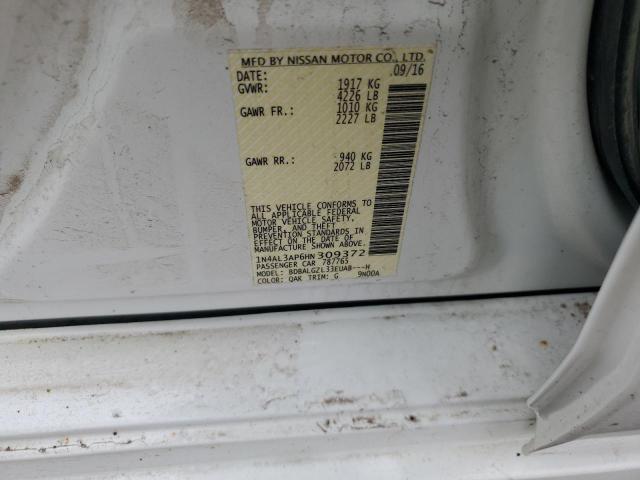 MFD BY NISSAN MOTOR CO., LTD.
DATE: 09/16
GVWR: 1917 KG
4226 LB
GAWR FR.: 1010 KG
2227 LB
GAWR RR.: 940 KG
2072 LB
THIS VEHICLE CONFORMS TO
ALL APPLICABLE FEDERAL
MOTOR VEHICLE SAFETY,
BUMPER, AND THEFT
PREVENTION STANDARDS IN
EFFECT ON THE DATE OF
MANUFACTURE SHOWN ABOVE.
1N4AL3AP6HN309372
PASSENGER CAR 787765
MODEL: BDBALGZL33EUAB---H
COLOR: QAK TRIM: G 9N00A